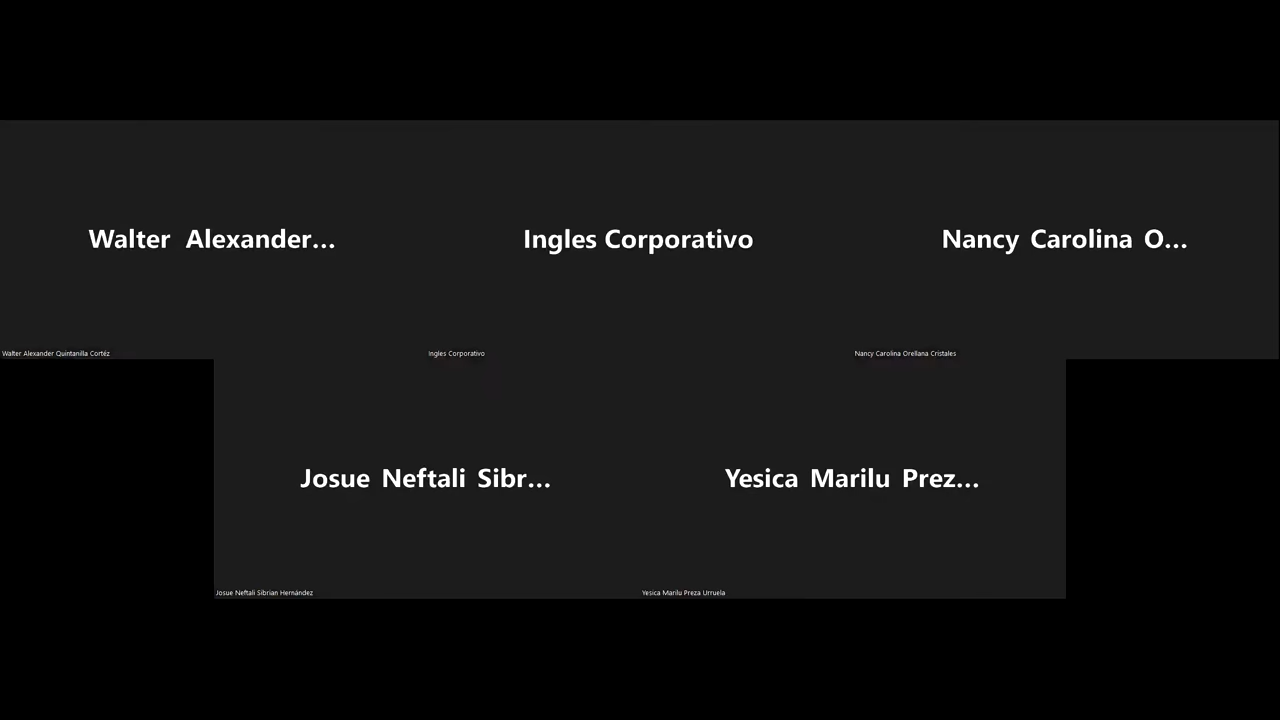 Walter Alexander...
Ingles Corporativo
Nancy Carolina O...
Walter Alexander Quintanilla Cortéz
Ingles Corporativo
Nancy Carolina Orellana Cristales
Josue Neftali Sibr...
Yesica Marilu Prez...
Josue Neftali Sibrian Hernández
Yesica Marilu Preza Urruela